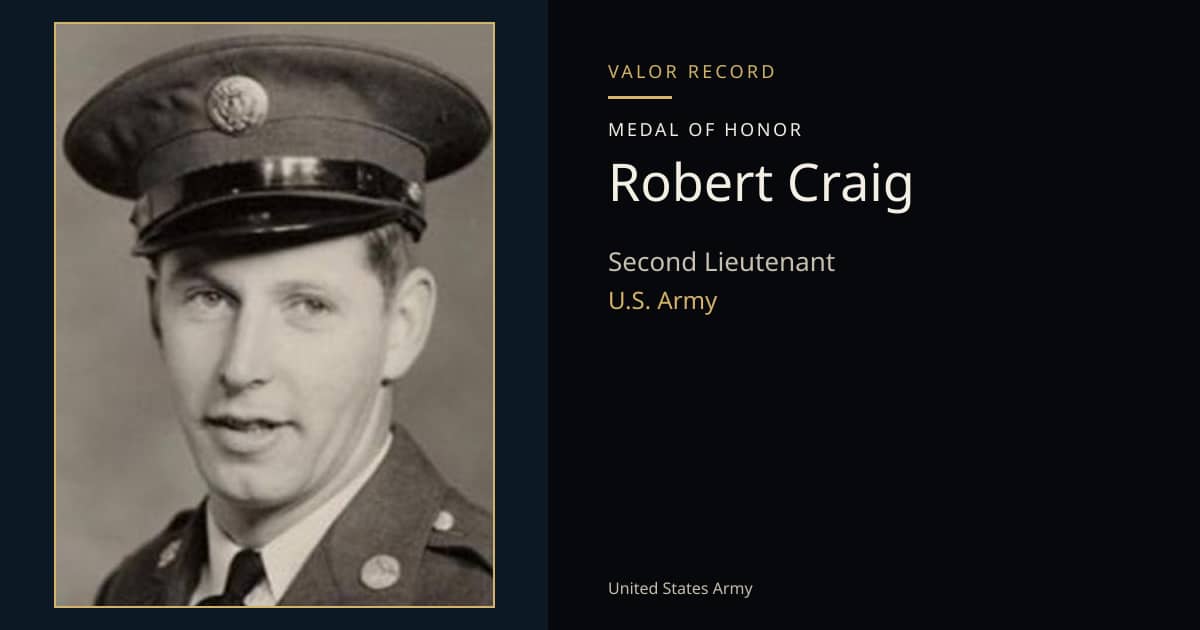 VALOR RECORD
MEDAL OF HONOR
Robert Craig
Second Lieutenant
U.S. Army
United States Army